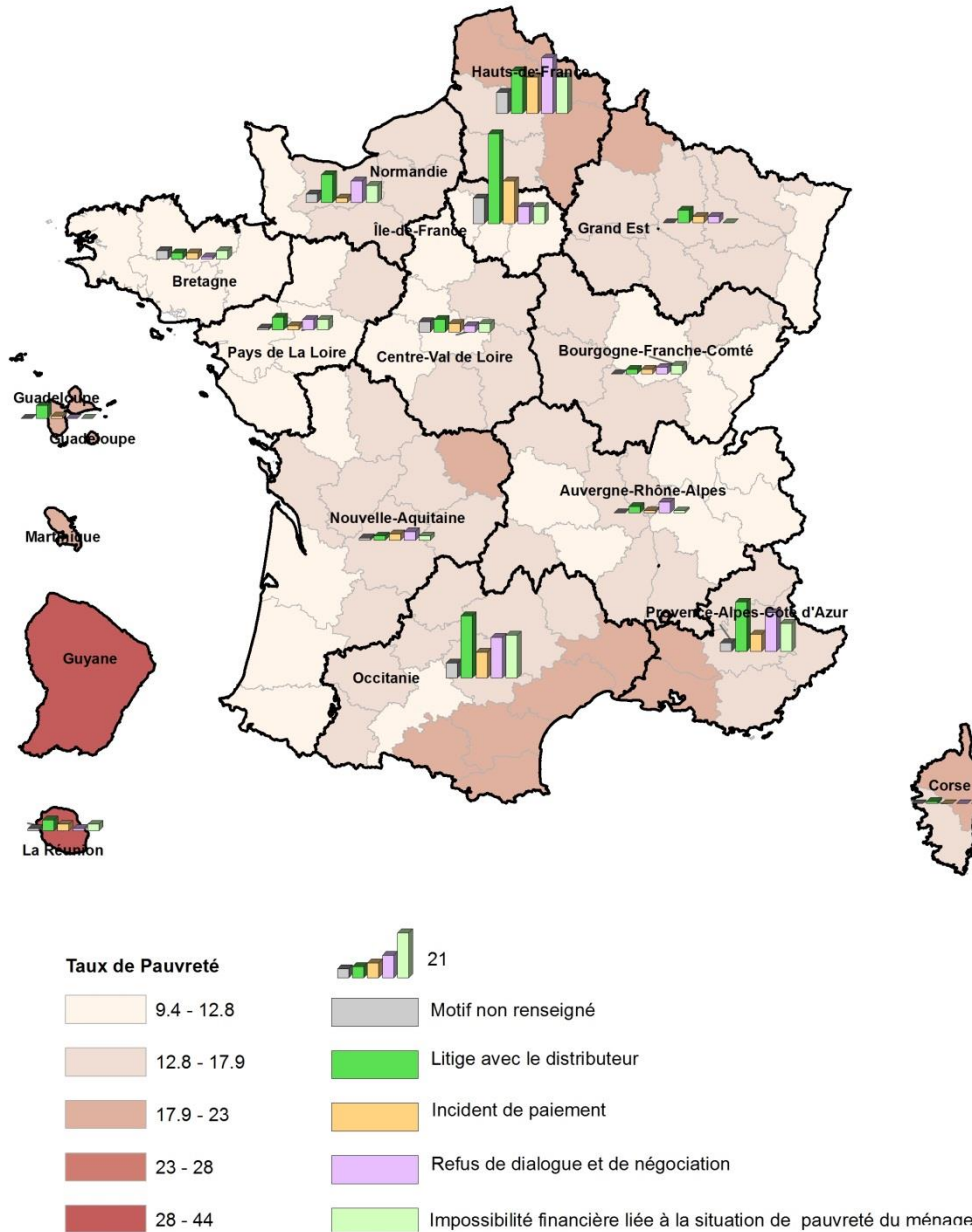 Hauts-de-France
Normandie
Île-de-France
Grand Est
Bretagne
Pays de La Loire
Centre-Val de Loire
Bourgogne-Franche-Comté
Guadeloupe
Guadeloupe
Auvergne-Rhône-Alpes
Nouvelle-Aquitaine
Martinique
Provence-Alpes-Côte d'Azur
Guyane
Occitanie
Corse
La Réunion
Taux de Pauvreté
21
9.4 - 12.8
Motif non renseigné
12.8 - 17.9
Litige avec le distributeur
17.9 - 23
Incident de paiement
23 - 28
Refus de dialogue et de négociation
28 - 44
Impossibilité financière liée à la situation de pauvreté du ménage